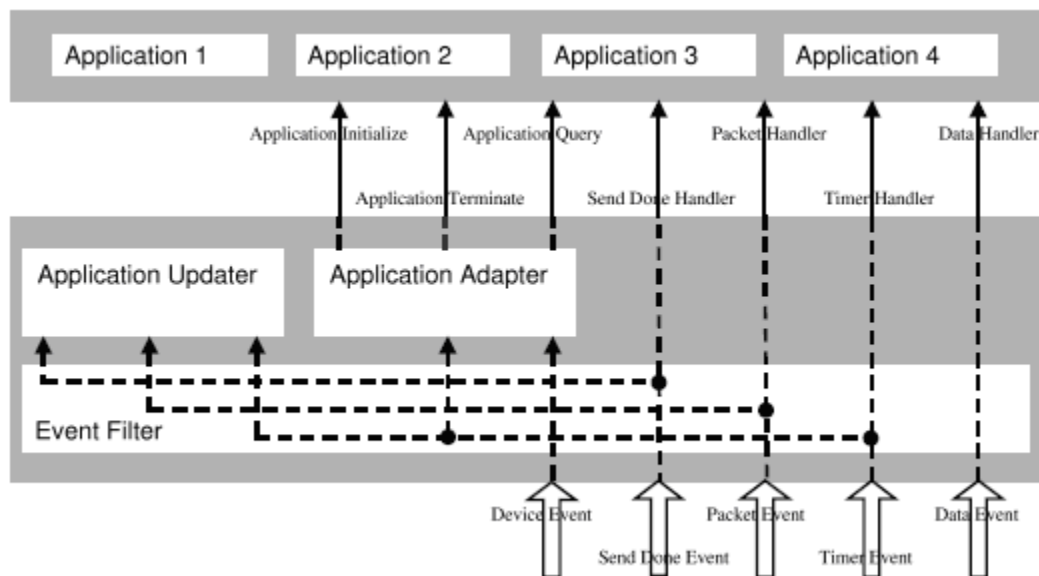 Application 1
Application 2
Application 3
Application 4
Application Initialize
Application Query
Packet Handler
Data Handler
Application Terminate
Send Done Handler
Timer Handler
Application Updater
Application Adapter
Event Filter
Device Event
Packet Event
Data Event
Send Done Event
Timer Event